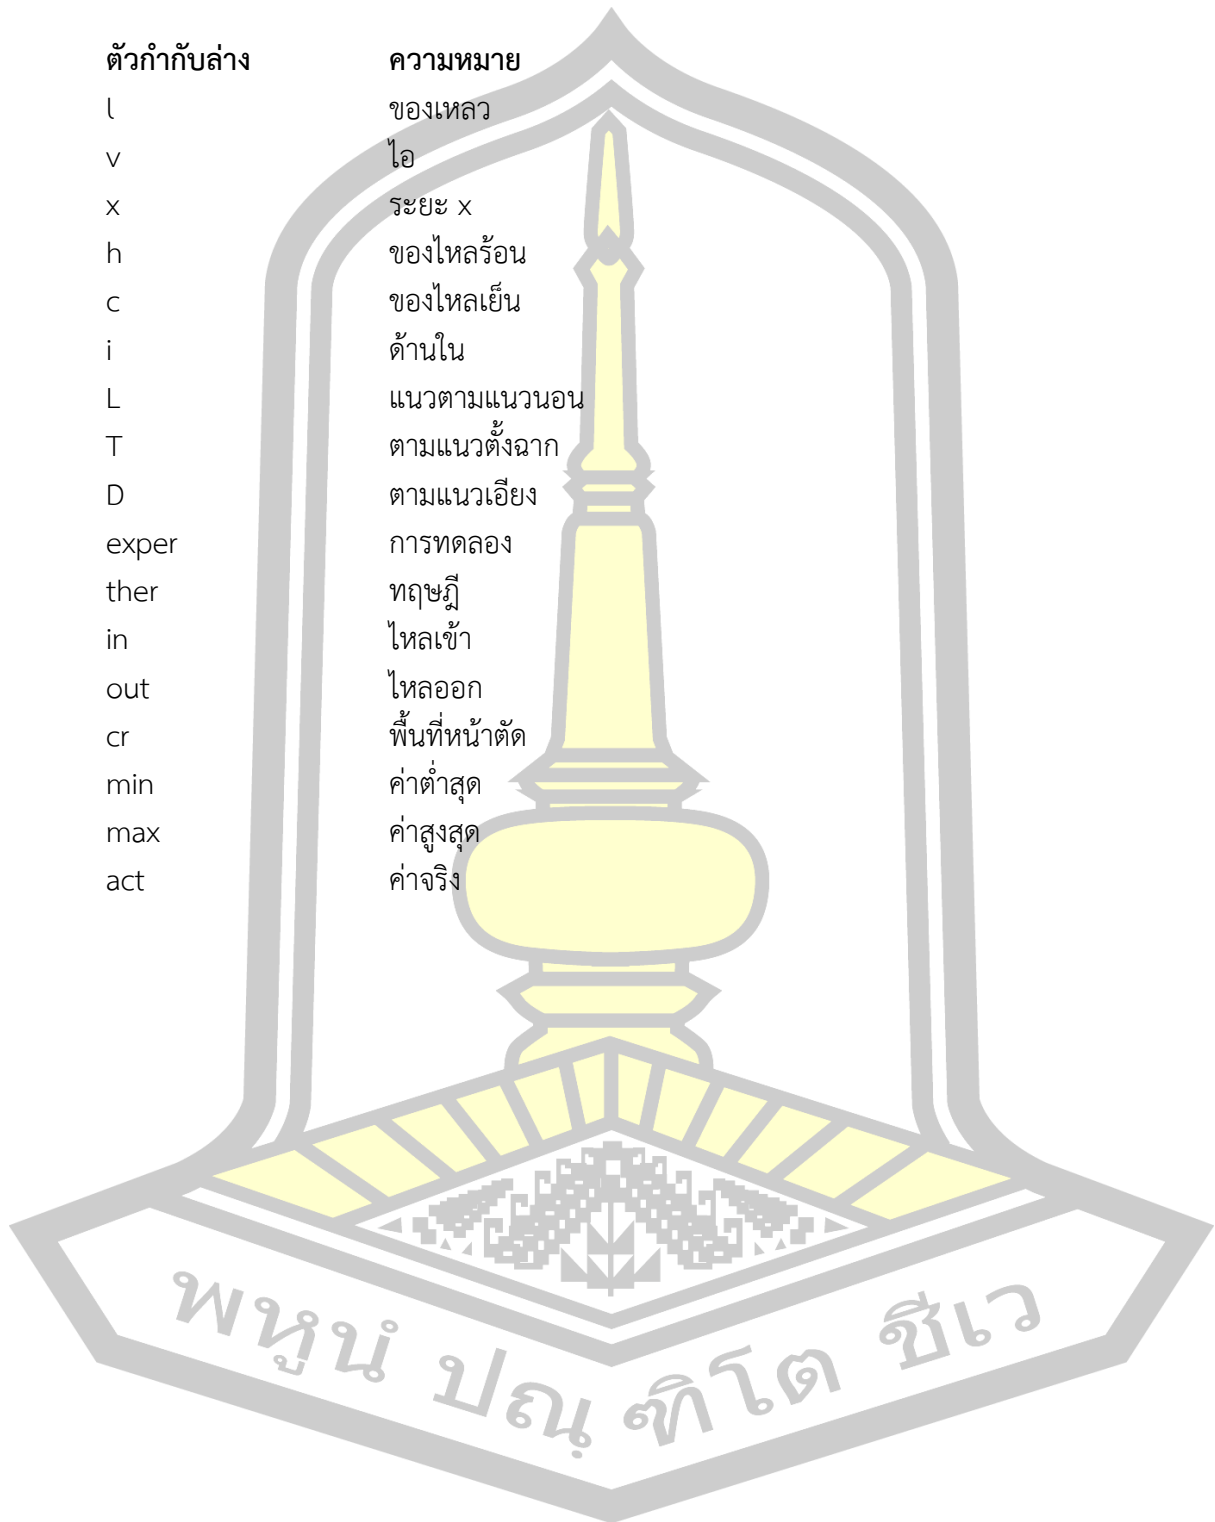 ตัวกำกับล่าง ความหมาย
l ของเหลว
v ไอ
x ระยะ x
h ของไหลร้อน
c ของไหลเย็น
i ด้านใน
L แนวตามแนวนอน
T ตามแนวตั้งฉาก
D ตามแนวเอียง
exper การทดลอง
ther ทฤษฎี
in ไหลเข้า
out ไหลออก
cr พื้นที่หน้าตัด
min ค่าต่ำสุด
max ค่าสูงสุด
act ค่าจริง
พหูนํ ปณฺฑิโต ชีเว